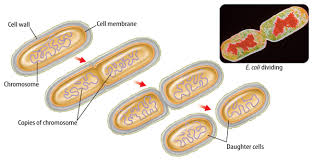 Cell wall
Cell membrane
Chromosome
Copies of chromosome
E. coli dividing
Daughter cells